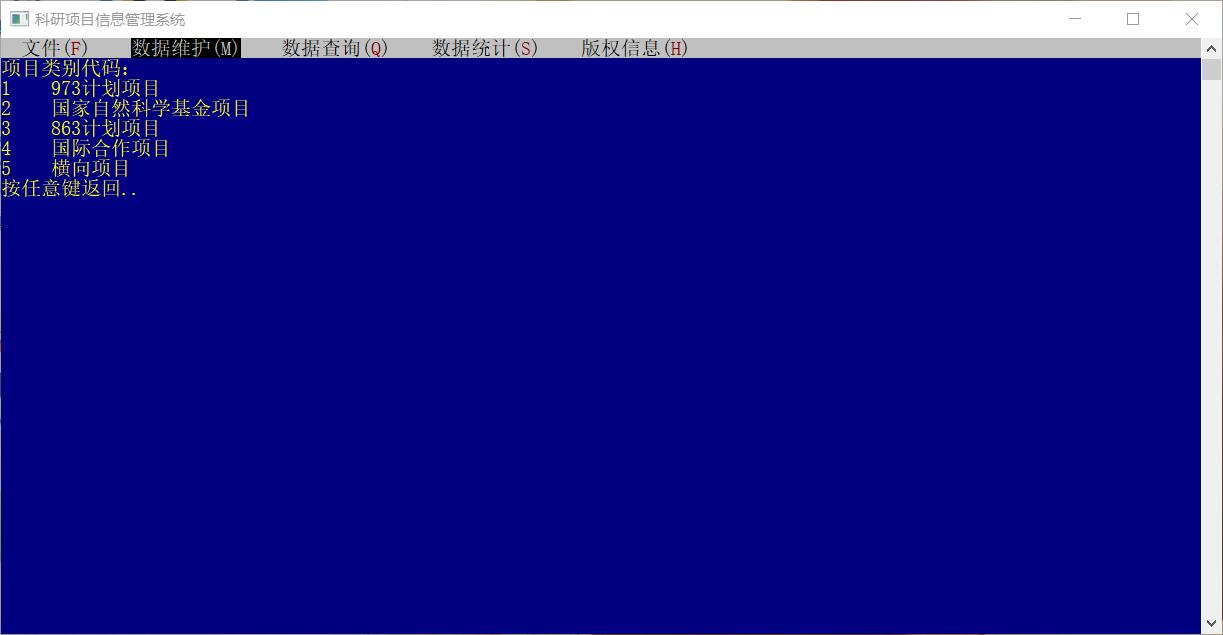 科研项目信息管理系统
文件(F) 数据维护(M) 数据查询(Q) 数据统计(S) 版权信息(H)
项目类别代码:
1 973计划项目
2 国家自然科学基金项目
3 863计划项目
4 国际合作项目
5 横向项目
按任意键返回..